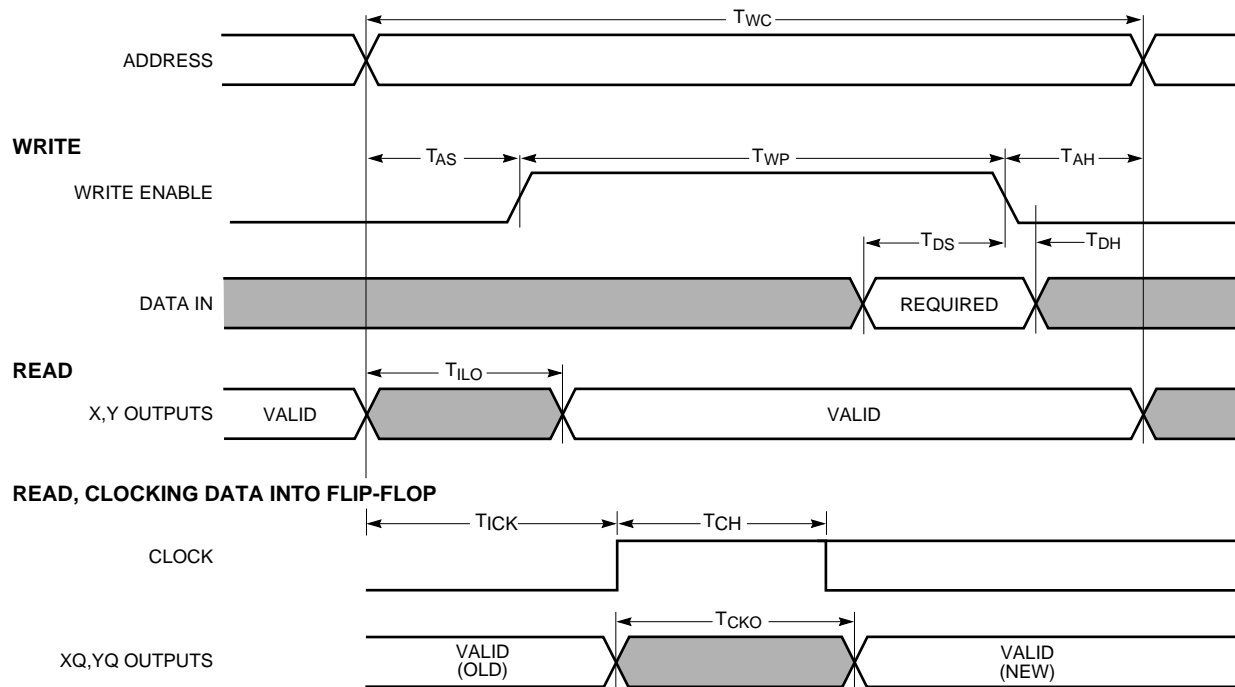 TWC
ADDRESS
WRITE
TAS TWP TAH
WRITE ENABLE
TDS TDH
DATA IN REQUIRED
READ
TILO
X,Y OUTPUTS VALID VALID
READ, CLOCKING DATA INTO FLIP-FLOP
TICK TCH
CLOCK
TCKO
XQ,YQ OUTPUTS VALID (OLD) VALID (NEW)